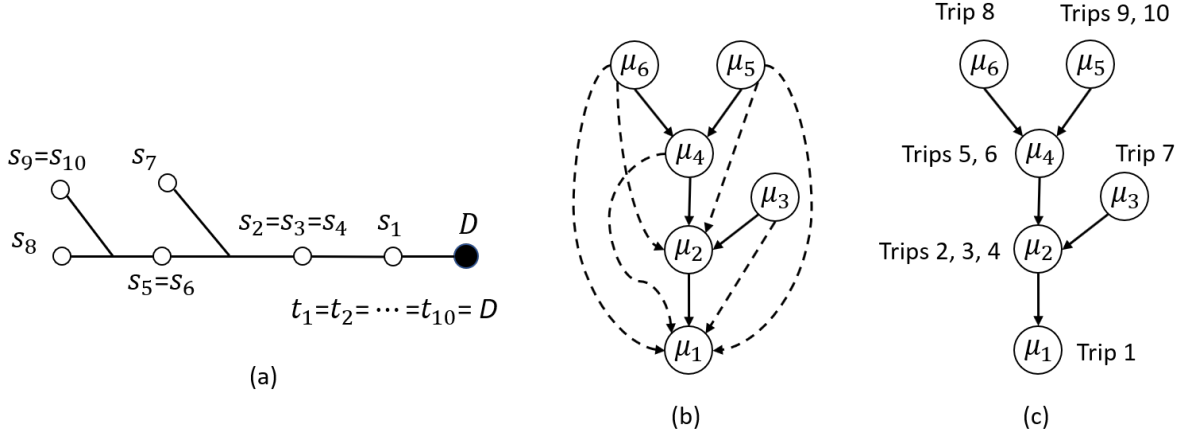 s₉=s₁₀
s₇
s₈
s₅=s₆
s₂=s₃=s₄
s₁
D
t₁=t₂= ⋯ =t₁₀= D
(a)
μ₆
μ₅
μ₄
μ₃
μ₂
μ₁
(b)
Trip 8
Trips 9, 10
μ₆
μ₅
Trips 5, 6
μ₄
Trip 7
μ₃
Trips 2, 3, 4
μ₂
μ₁
Trip 1
(c)